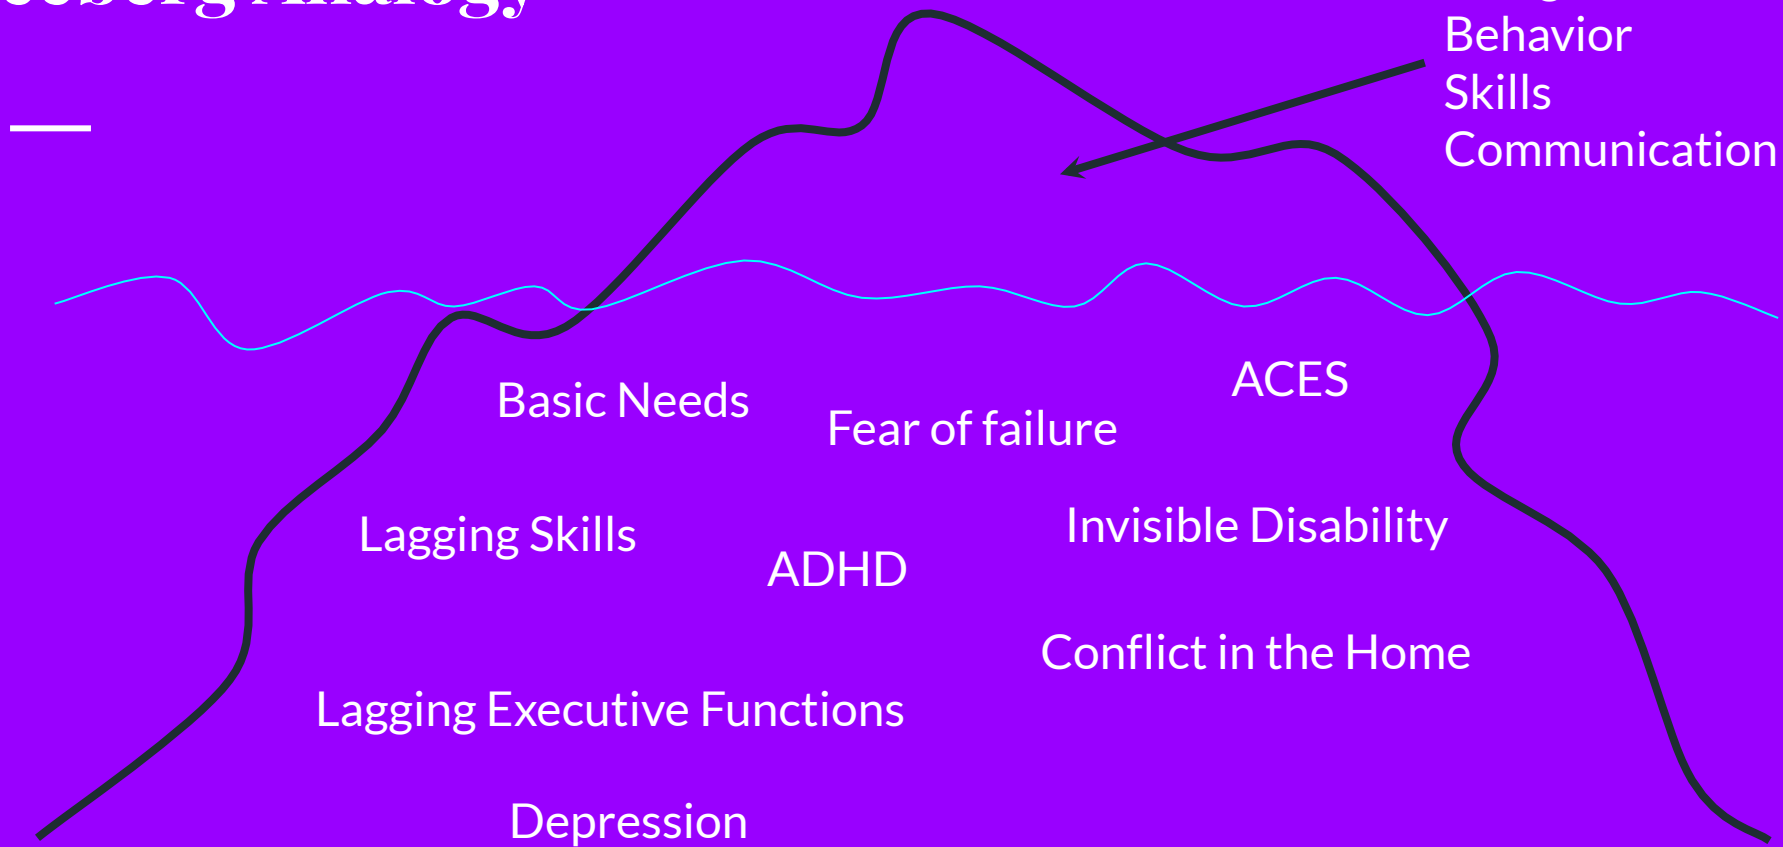 Analogy
Behavior
Skills
Communication
ACES
Basic Needs
Fear of failure
Invisible Disability
Lagging Skills
ADHD
Conflict in the Home
Lagging Executive Functions
Depression